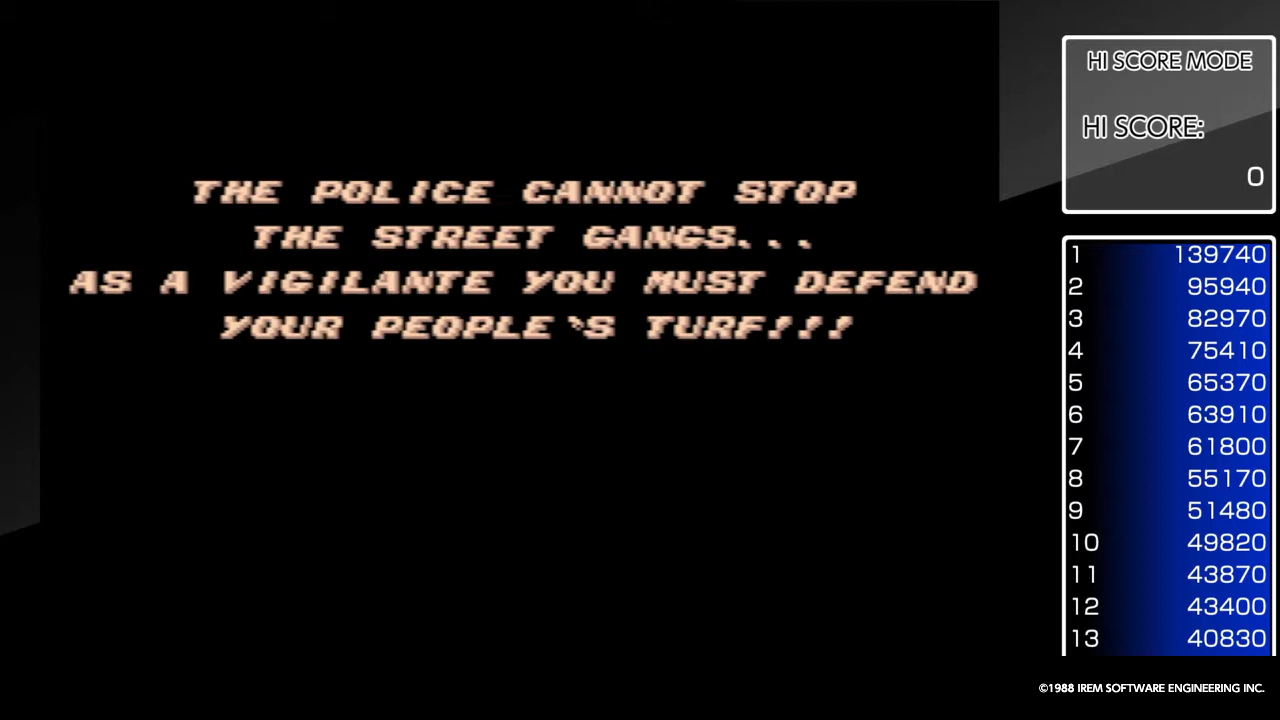 THE POLICE CANNOT STOP
THE STREET GANGS...
AS A VIGILANTE YOU MUST DEFEND
YOUR PEOPLE`S TURF!!!
HI SCORE MODE
HI SCORE:
0
1 139740
2 95940
3 82970
4 75410
5 65370
6 63910
7 61800
8 55170
9 51480
10 49820
11 43870
12 43400
13 40830
©1988 IREM SOFTWARE ENGINEERING INC.